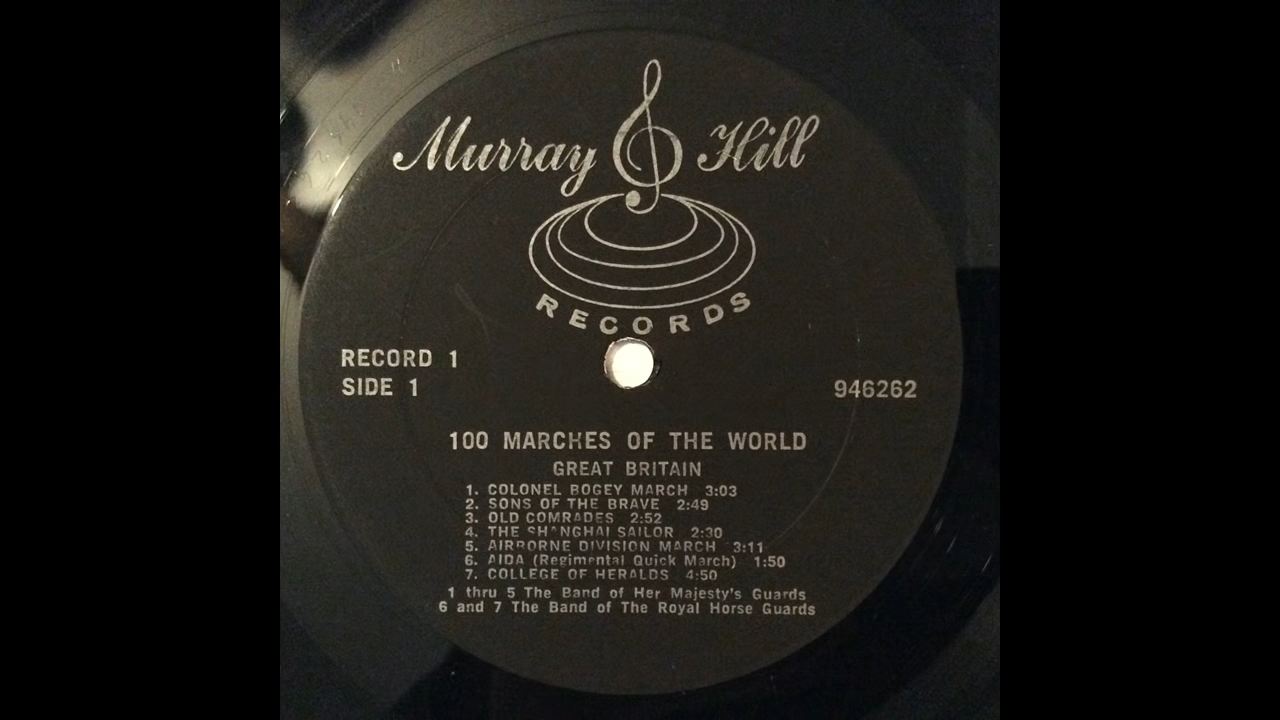 Murray Hill
RECORDS
RECORD 1
SIDE 1
946262
100 MARCHES OF THE WORLD
GREAT BRITAIN
1. COLONEL BOGEY MARCH 3:03
2. SONS OF THE BRAVE 2:49
3. OLD COMRADES 2:52
4. THE SHANGHAI SAILOR 2:30
5. AIRBORNE DIVISION MARCH 3:11
6. AIDA (Regimental Quick March) 1:50
7. COLLEGE OF HERALDS 4:50
1 thru 5 The Band of Her Majesty's Guards
6 and 7 The Band of The Royal Horse Guards